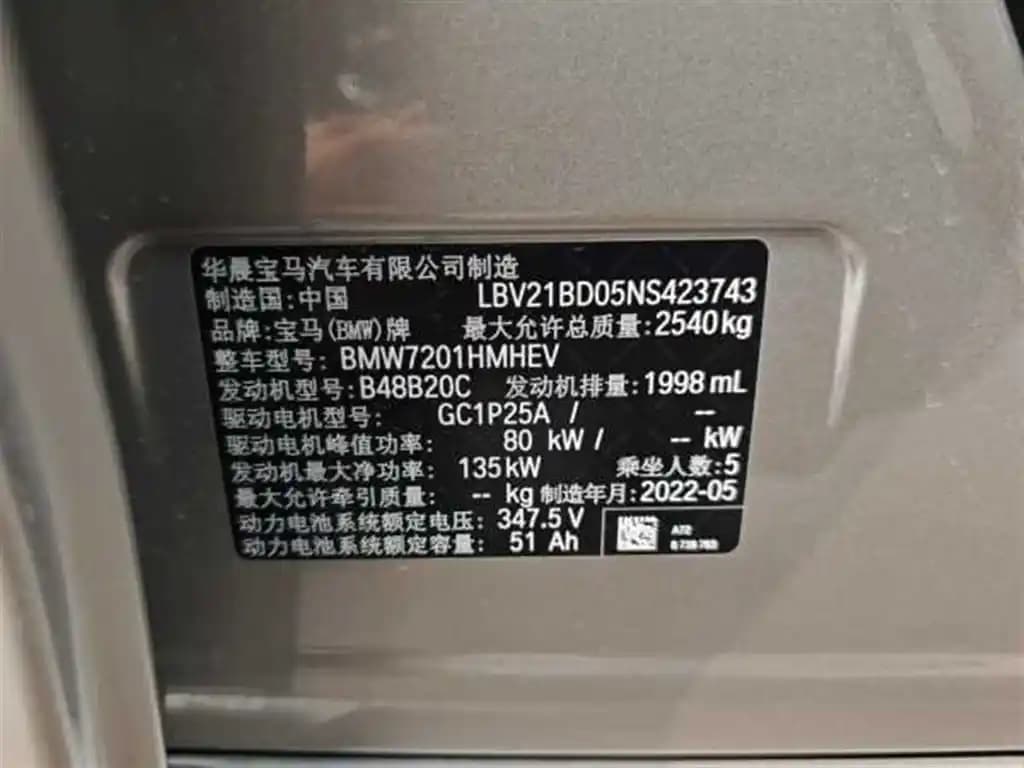 华晨宝马汽车有限公司制造
制造国:中国 LBV21BD05NS423743
品牌:宝马(BMW)牌 最大允许总质量:2540kg
整车型号: BMW7201HMHEV
发动机型号:B48B20C 发动机排量:1998 mL
驱动电机型号: GC1P25A / --
驱动电机峰值功率: 80 kW / -- kW
发动机最大净功率: 135kW 乘坐人数:5
最大允许牵引质量: -- kg 制造年月:2022-05
动力电池系统额定电压: 347.5 V
动力电池系统额定容量: 51 Ah